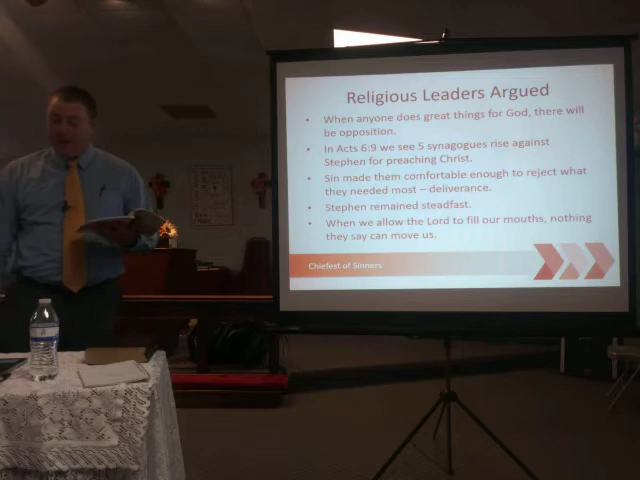 Religious Leaders Argued
• When anyone does great things for God, there will
be opposition.
• In Acts 6:9 we see 5 synagogues rise against
Stephen for preaching Christ.
• Sin made them comfortable enough to reject what
they needed most – deliverance.
• Stephen remained steadfast.
• When we allow the Lord to fill our mouths, nothing
they say can move us.
Chiefest of Sinners